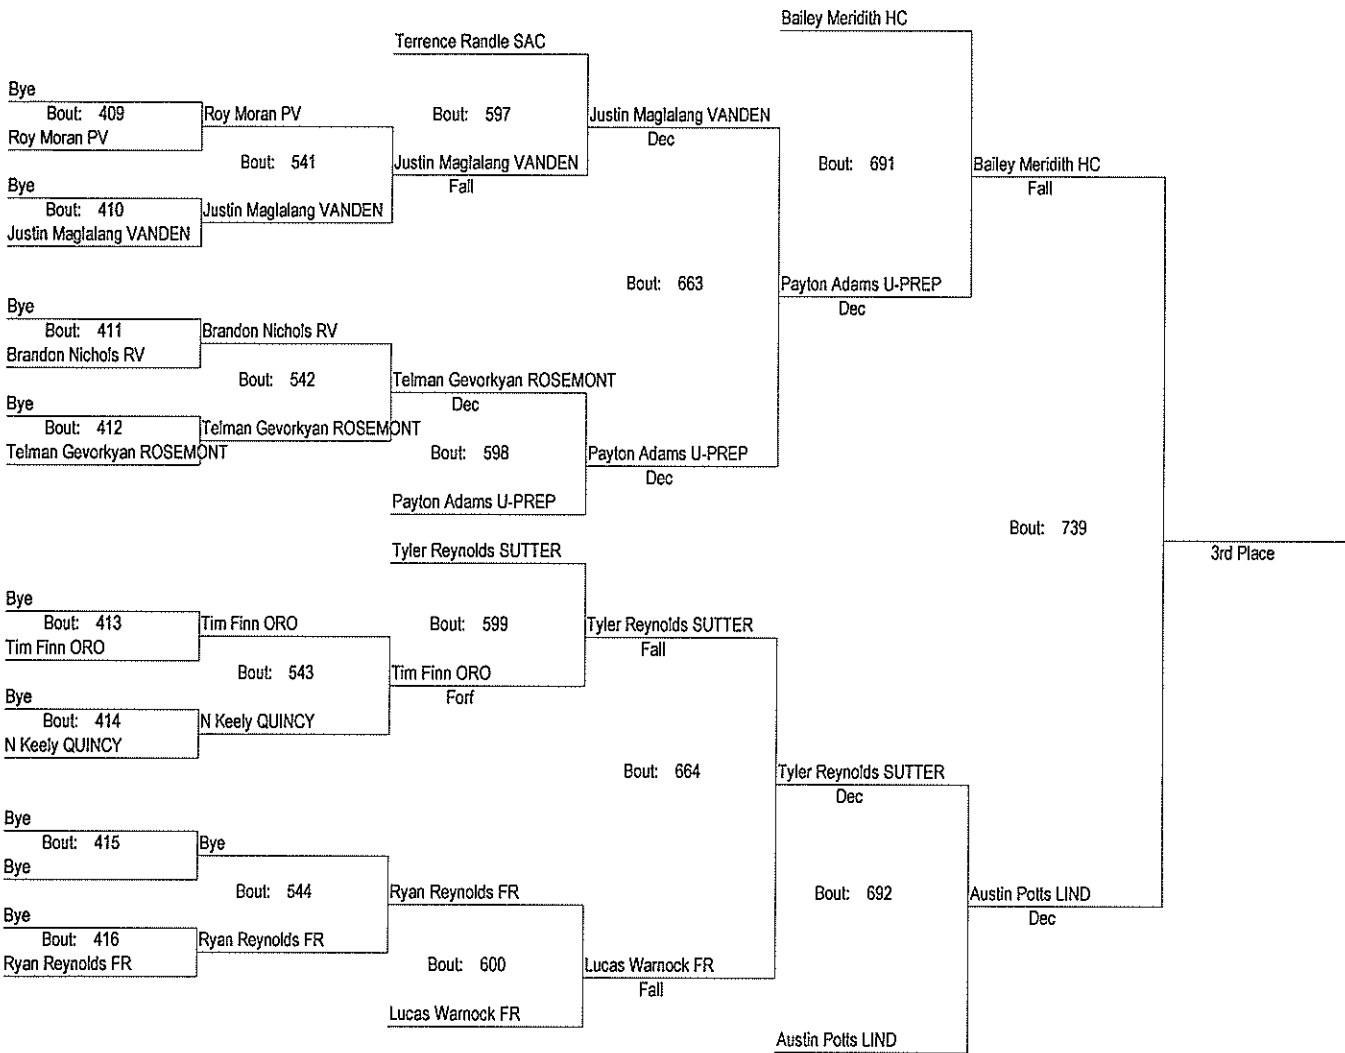 Bailey Meridith HC
Terrence Randle SAC
Bye
Bout: 409
Roy Moran PV
Roy Moran PV
Bout: 597
Justin Maglalang VANDEN
Dec
Bout: 541
Justin Maglalang VANDEN
Fall
Bout: 691
Bailey Meridith HC
Fall
Bye
Bout: 410
Justin Maglalang VANDEN
Justin Maglalang VANDEN
Bout: 663
Payton Adams U-PREP
Dec
Bye
Bout: 411
Brandon Nichols RV
Brandon Nichols RV
Bout: 542
Telman Gevorkyan ROSEMONT
Dec
Bye
Bout: 412
Telman Gevorkyan ROSEMONT
Telman Gevorkyan ROSEMONT
Bout: 598
Payton Adams U-PREP
Dec
Payton Adams U-PREP
Bout: 739
3rd Place
Tyler Reynolds SUTTER
Bye
Bout: 413
Tim Finn ORO
Tim Finn ORO
Bout: 599
Tyler Reynolds SUTTER
Fall
Bout: 543
Tim Finn ORO
Forf
Bye
Bout: 414
N Keely QUINCY
N Keely QUINCY
Bout: 664
Tyler Reynolds SUTTER
Dec
Bye
Bout: 415
Bye
Bye
Bout: 544
Ryan Reynolds FR
Bout: 692
Austin Potts LIND
Dec
Bye
Bout: 416
Ryan Reynolds FR
Ryan Reynolds FR
Bout: 600
Lucas Warnock FR
Fall
Lucas Warnock FR
Austin Potts LIND